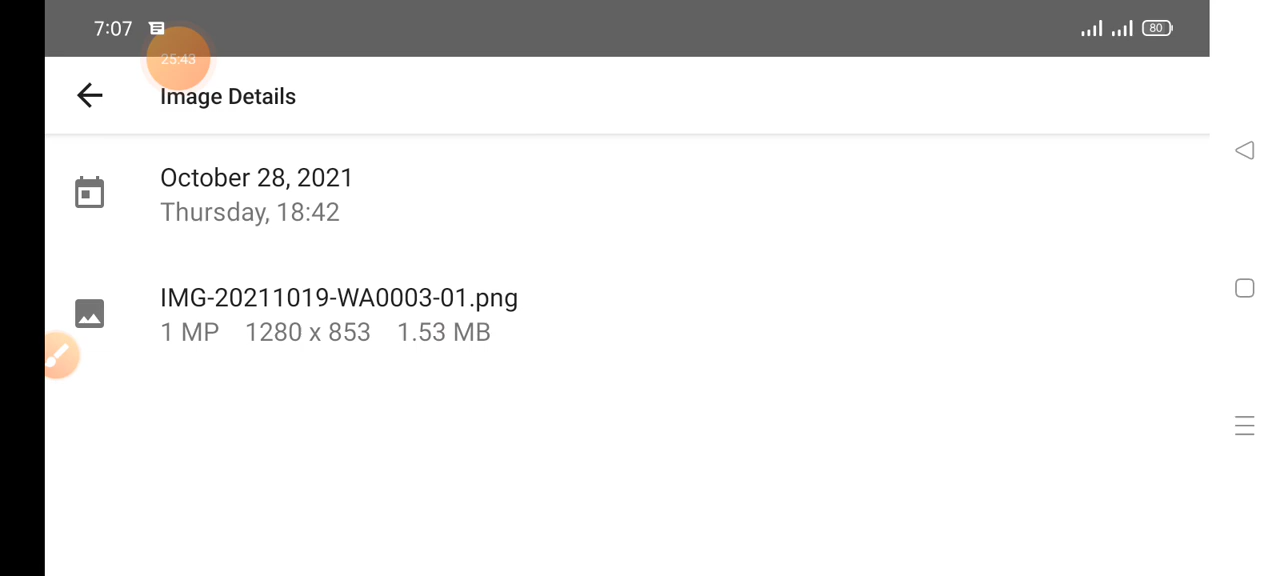 7:07
80
25:43
Image Details
October 28, 2021
Thursday, 18:42
IMG-20211019-WA0003-01.png
1 MP 1280 x 853 1.53 MB